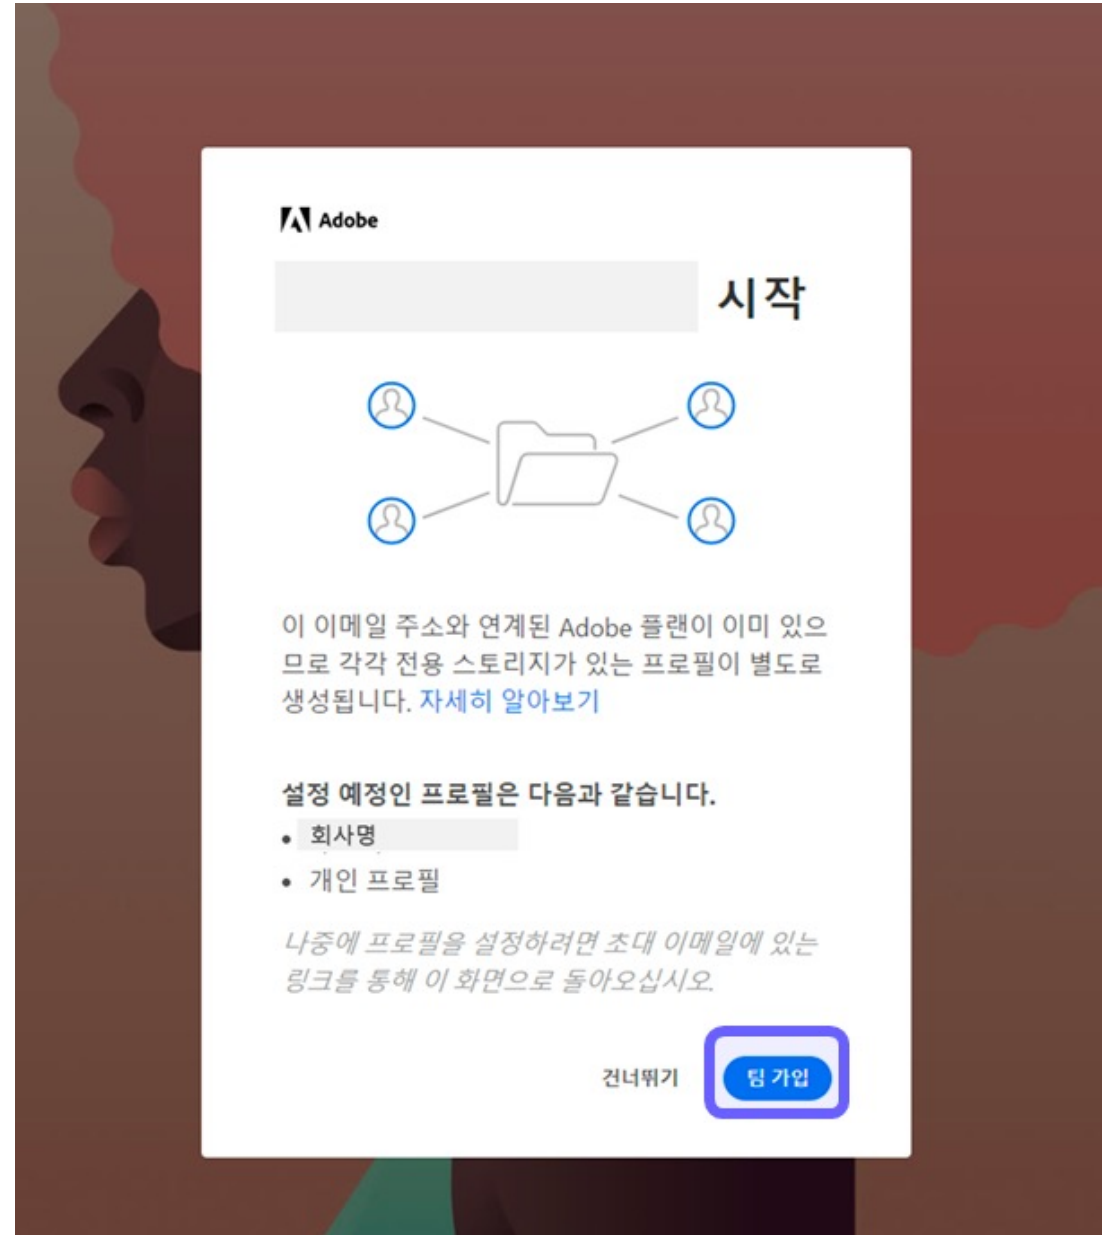 Adobe
시작
이 이메일 주소와 연계된 Adobe 플랜이 이미 있으
므로 각각 전용 스토리지가 있는 프로필이 별도로
생성됩니다. 자세히 알아보기
설정 예정인 프로필은 다음과 같습니다.
• 회사명
• 개인 프로필
나중에 프로필을 설정하려면 초대 이메일에 있는
링크를 통해 이 화면으로 돌아오십시오.
건너뛰기 팀 가입